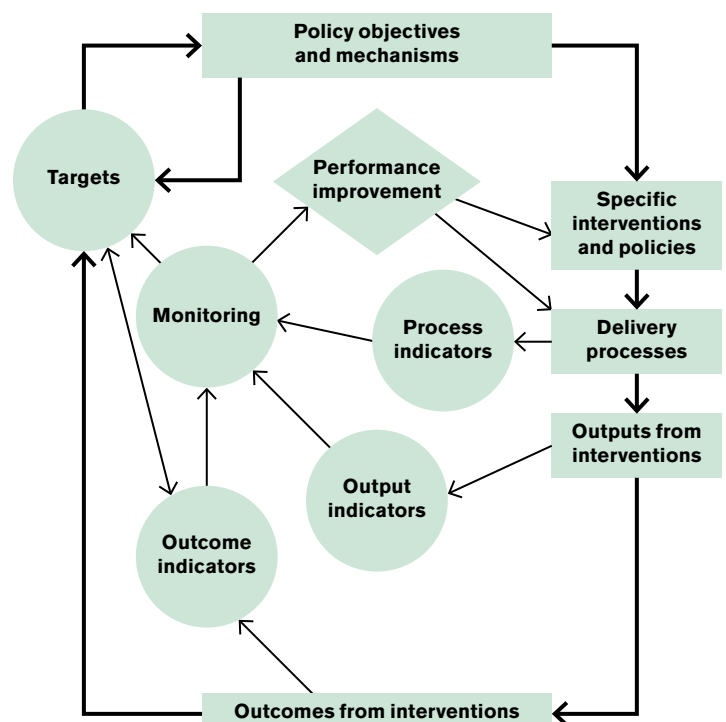 Policy objectives
and mechanisms
Targets
Performance
improvement
Specific
interventions
and policies
Monitoring
Process
indicators
Delivery
processes
Outputs from
interventions
Output
indicators
Outcome
indicators
Outcomes from interventions